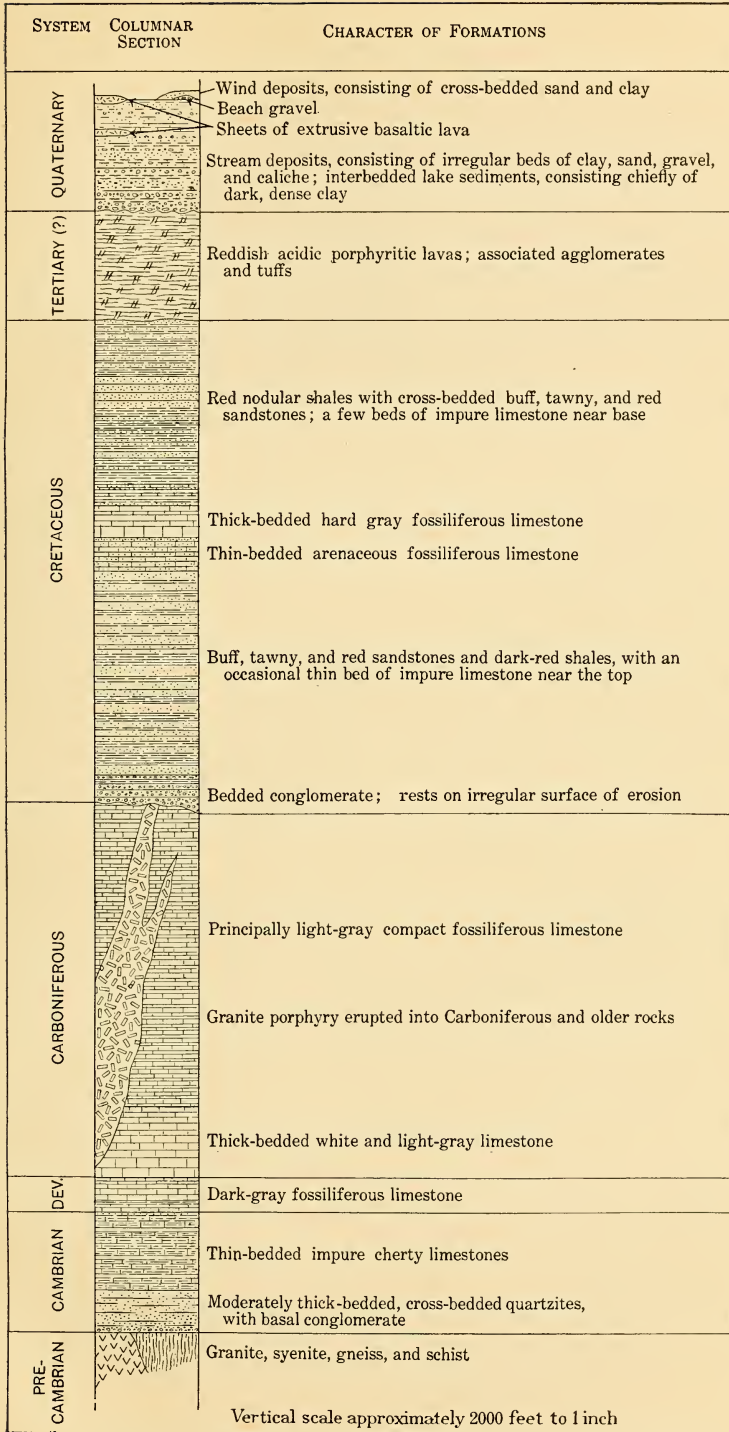 SYSTEM COLUMNAR SECTION CHARACTER OF FORMATIONS
QUATERNARY
Wind deposits, consisting of cross-bedded sand and clay
Beach gravel.
Sheets of extrusive basaltic lava
Stream deposits, consisting of irregular beds of clay, sand, gravel,
and caliche; interbedded lake sediments, consisting chiefly of
dark, dense clay
TERTIARY (?)
Reddish acidic porphyritic lavas; associated agglomerates
and tuffs
CRETACEOUS
Red nodular shales with cross-bedded buff, tawny, and red
sandstones; a few beds of impure limestone near base
Thick-bedded hard gray fossiliferous limestone
Thin-bedded arenaceous fossiliferous limestone
Buff, tawny, and red sandstones and dark-red shales, with an
occasional thin bed of impure limestone near the top
Bedded conglomerate; rests on irregular surface of erosion
CARBONIFEROUS
Principally light-gray compact fossiliferous limestone
Granite porphyry erupted into Carboniferous and older rocks
Thick-bedded white and light-gray limestone
DEV.
Dark-gray fossiliferous limestone
CAMBRIAN
Thin-bedded impure cherty limestones
Moderately thick-bedded, cross-bedded quartzites,
with basal conglomerate
PRE-
CAMBRIAN
Granite, syenite, gneiss, and schist
Vertical scale approximately 2000 feet to 1 inch